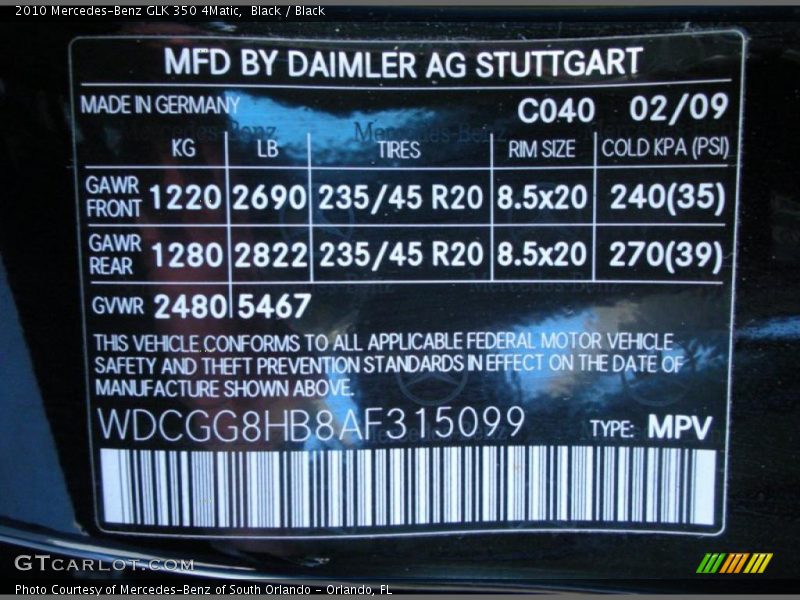 2010 Mercedes-Benz GLK 350 4Matic, Black / Black
MFD BY DAIMLER AG STUTTGART
MADE IN GERMANY C040 02/09
KG LB TIRES RIM SIZE COLD KPA (PSI)
GAWR FRONT 1220 2690 235/45 R20 8.5x20 240(35)
GAWR REAR 1280 2822 235/45 R20 8.5x20 270(39)
GVWR 2480 5467
THIS VEHICLE CONFORMS TO ALL APPLICABLE FEDERAL MOTOR VEHICLE
SAFETY AND THEFT PREVENTION STANDARDS IN EFFECT ON THE DATE OF
MANUFACTURE SHOWN ABOVE.
WDCGG8HB8AF315099 TYPE: MPV
GTCARLOT.COM
Photo Courtesy of Mercedes-Benz of South Orlando - Orlando, FL